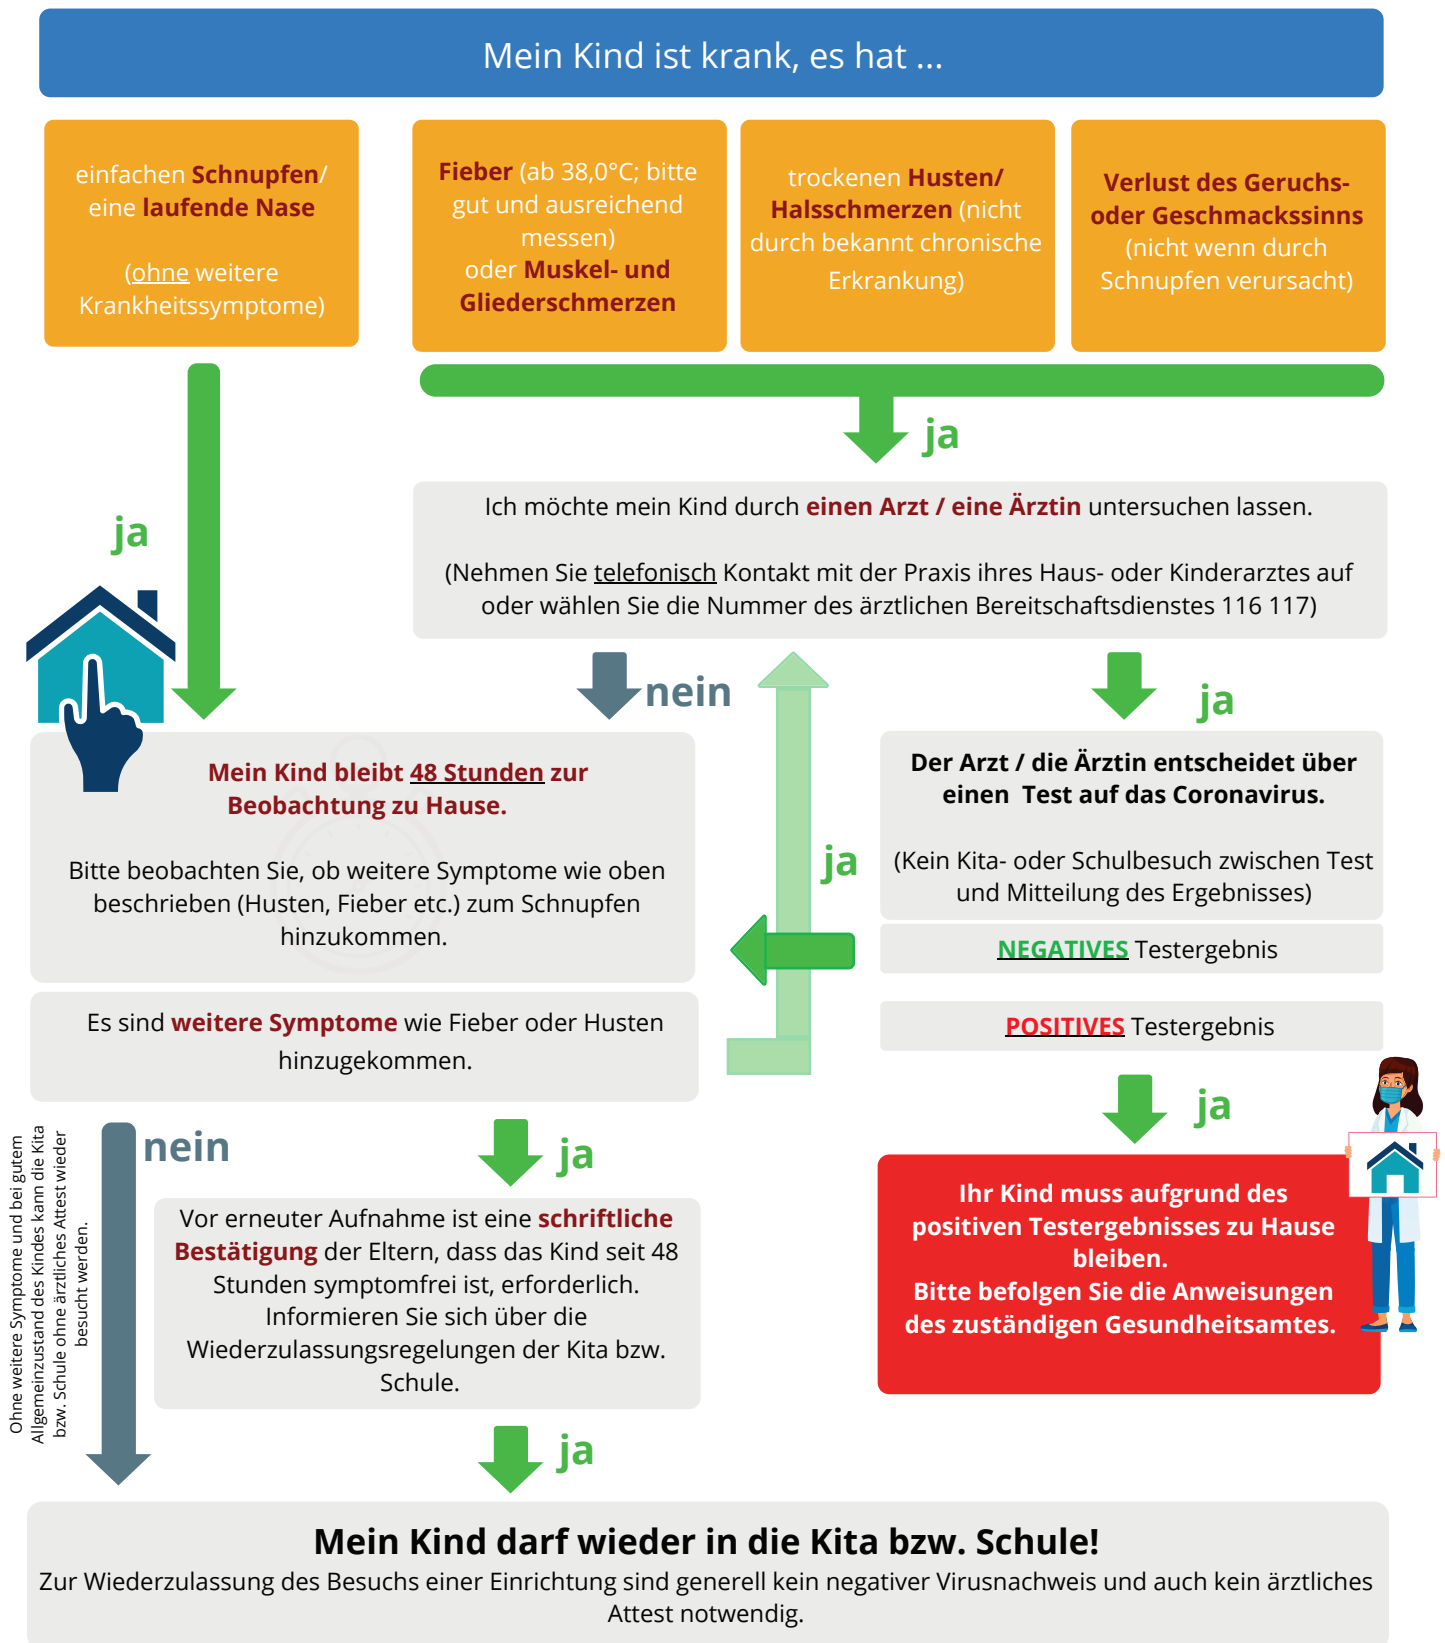 Mein Kind ist krank, es hat ...
einfachen Schnupfen/
eine laufende Nase
(ohne weitere
Krankheitssymptome)
Fieber (ab 38,0°C; bitte
gut und ausreichend
messen)
oder Muskel- und
Gliederschmerzen
trockenen Husten/
Halsschmerzen (nicht
durch bekannt chronische
Erkrankung)
Verlust des Geruchs-
oder Geschmackssinns
(nicht wenn durch
Schnupfen verursacht)
ja
ja
Ich möchte mein Kind durch einen Arzt / eine Ärztin untersuchen lassen.
(Nehmen Sie telefonisch Kontakt mit der Praxis ihres Haus- oder Kinderarztes auf
oder wählen Sie die Nummer des ärztlichen Bereitschaftsdienstes 116 117)
nein
ja
Mein Kind bleibt 48 Stunden zur
Beobachtung zu Hause.
Bitte beobachten Sie, ob weitere Symptome wie oben
beschrieben (Husten, Fieber etc.) zum Schnupfen
hinzukommen.
ja
Der Arzt / die Ärztin entscheidet über
einen Test auf das Coronavirus.
(Kein Kita- oder Schulbesuch zwischen Test
und Mitteilung des Ergebnisses)
NEGATIVES Testergebnis
POSITIVES Testergebnis
Es sind weitere Symptome wie Fieber oder Husten
hinzugekommen.
ja
Ihr Kind muss aufgrund des
positiven Testergebnisses zu Hause
bleiben.
Bitte befolgen Sie die Anweisungen
des zuständigen Gesundheitsamtes.
nein
ja
Ohne weitere Symptome und bei gutem
Allgemeinzustand des Kindes kann die Kita
bzw. Schule ohne ärztliches Attest wieder
besucht werden.
Vor erneuter Aufnahme ist eine schriftliche
Bestätigung der Eltern, dass das Kind seit 48
Stunden symptomfrei ist, erforderlich.
Informieren Sie sich über die
Wiederzulassungsregelungen der Kita bzw.
Schule.
ja
Mein Kind darf wieder in die Kita bzw. Schule!
Zur Wiederzulassung des Besuchs einer Einrichtung sind generell kein negativer Virusnachweis und auch kein ärztliches
Attest notwendig.